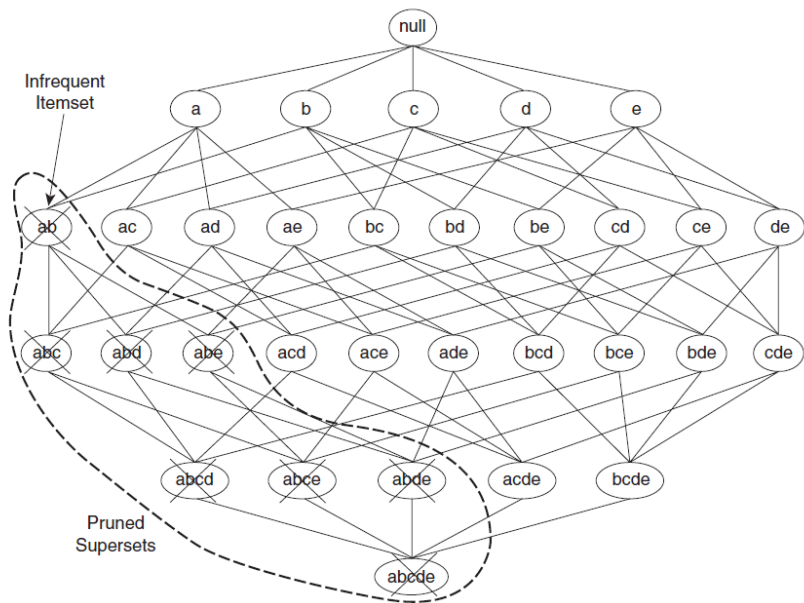 null
Infrequent
Itemset
a b c d e
ab ac ad ae bc bd be cd ce de
abc abd abe acd ace ade bcd bce bde cde
abcd abce abde acde bcde
Pruned
Supersets
abcde